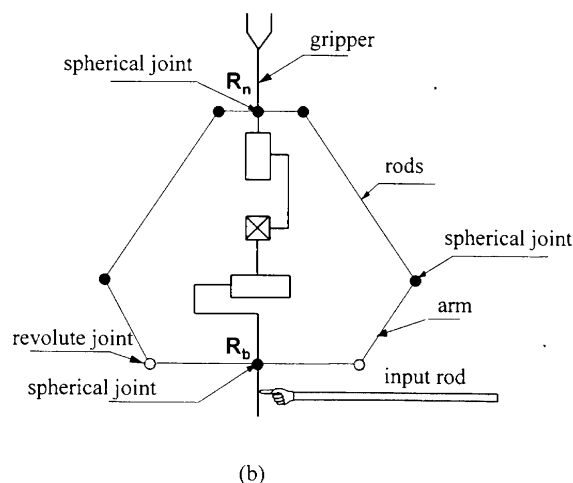 gripper
spherical joint
Rn
rods
spherical joint
arm
revolute joint
Rb
spherical joint
input rod
(b)